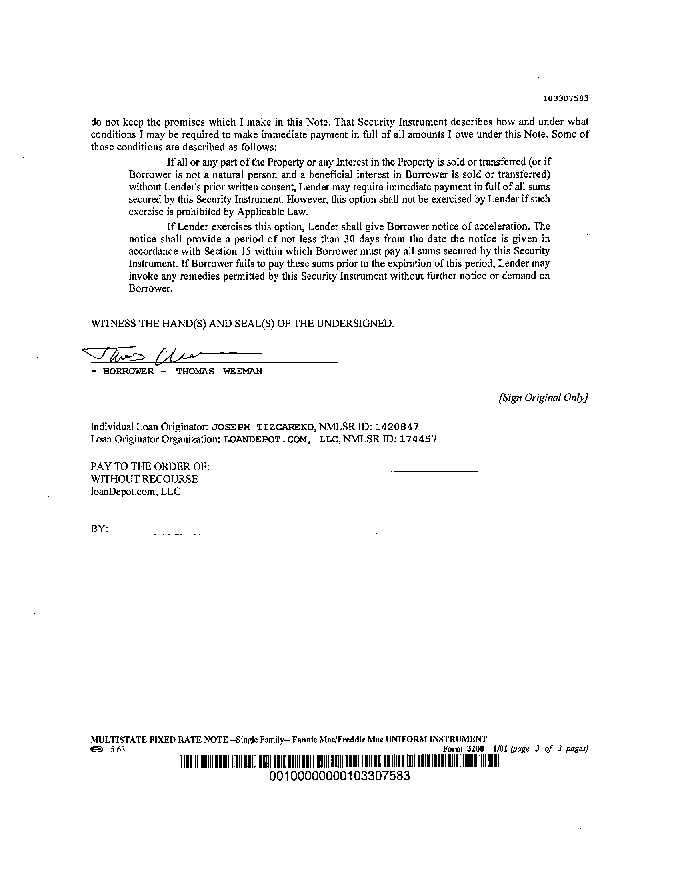 103307583
do not keep the promises which I make in this Note. That Security Instrument describes how and under what
conditions I may be required to make immediate payment in full of all amounts I owe under this Note. Some of
those conditions are described as follows:
If all or any part of the Property or any Interest in the Property is sold or transferred (or if
Borrower is not a natural person and a beneficial interest in Borrower is sold or transferred)
without Lender's prior written consent, Lender may require immediate payment in full of all sums
secured by this Security Instrument. However, this option shall not be exercised by Lender if such
exercise is prohibited by Applicable Law.
If Lender exercises this option, Lender shall give Borrower notice of acceleration. The
notice shall provide a period of not less than 30 days from the date the notice is given in
accordance with Section 15 within which Borrower must pay all sums secured by this Security
Instrument. If Borrower fails to pay these sums prior to the expiration of this period, Lender may
invoke any remedies permitted by this Security Instrument without further notice or demand on
Borrower.
WITNESS THE HAND(S) AND SEAL(S) OF THE UNDERSIGNED.
- BORROWER - THOMAS WEEMAN
[Sign Original Only]
Individual Loan Originator: JOSEPH TIZCARENO, NMLSR ID: 1420847
Loan Originator Organization: LOANDEPOT.COM, LLC, NMLSR ID: 174457
PAY TO THE ORDER OF:
WITHOUT RECOURSE
loanDepot.com, LLC
BY:
MULTISTATE FIXED RATE NOTE --Single Family-- Fannie Mae/Freddie Mac UNIFORM INSTRUMENT
Form 3200 1/01 (page 3 of 3 pages)
00100000000103307583